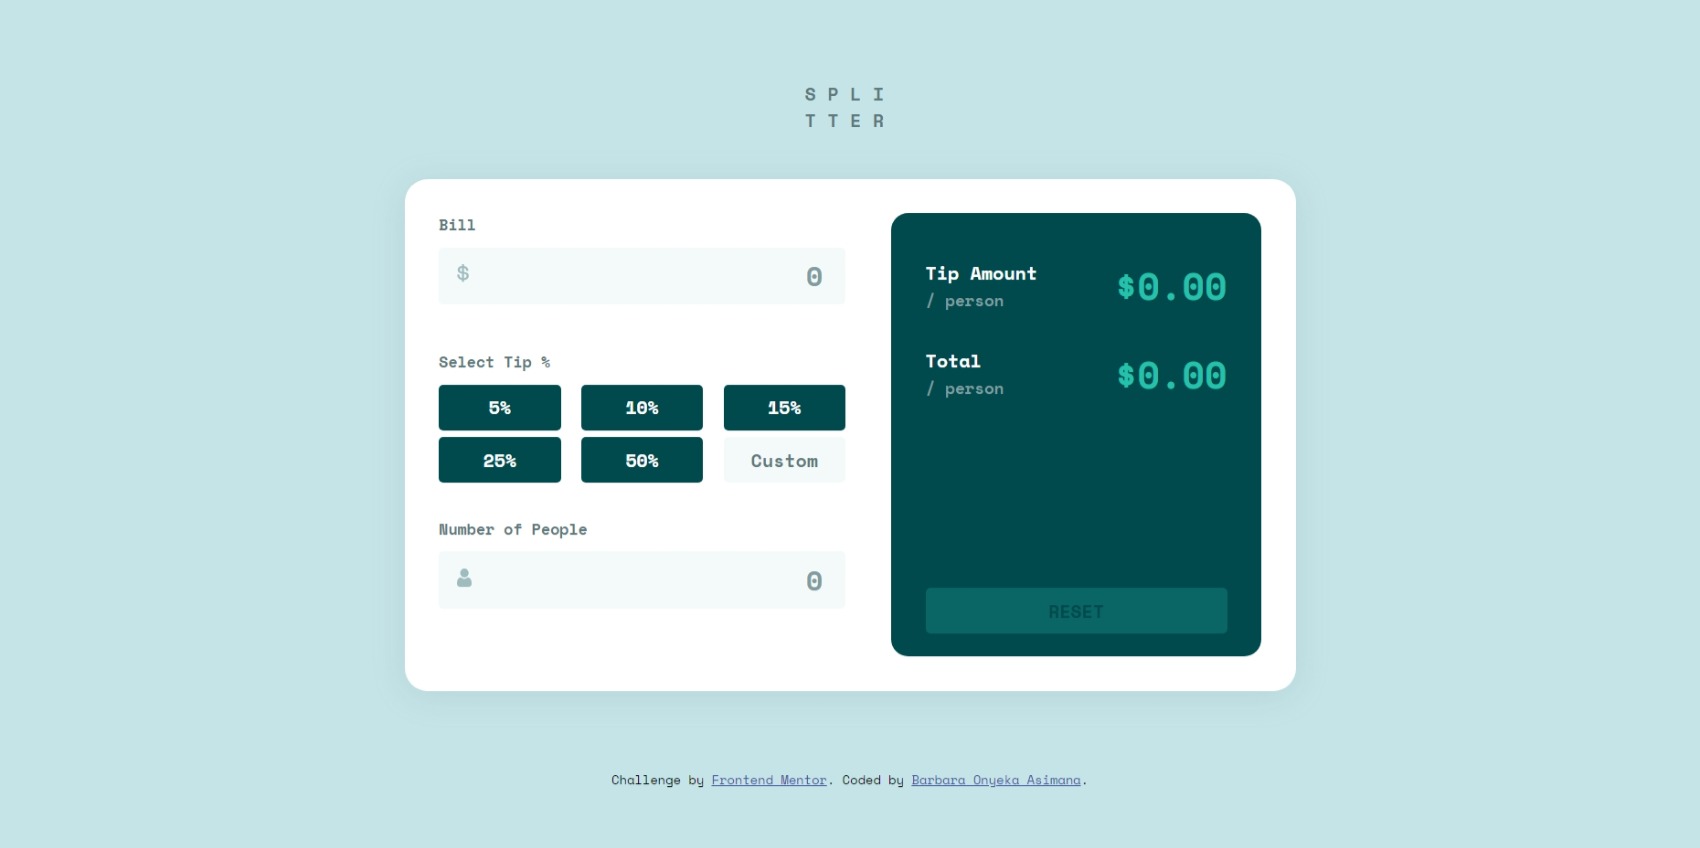 S P L I
T T E R
Bill
$
0
Select Tip %
5%
10%
15%
25%
50%
Custom
Number of People
0
Tip Amount
/ person
$0.00
Total
/ person
$0.00
RESET
Challenge by Frontend Mentor. Coded by Barbara Onyeka Asimana.